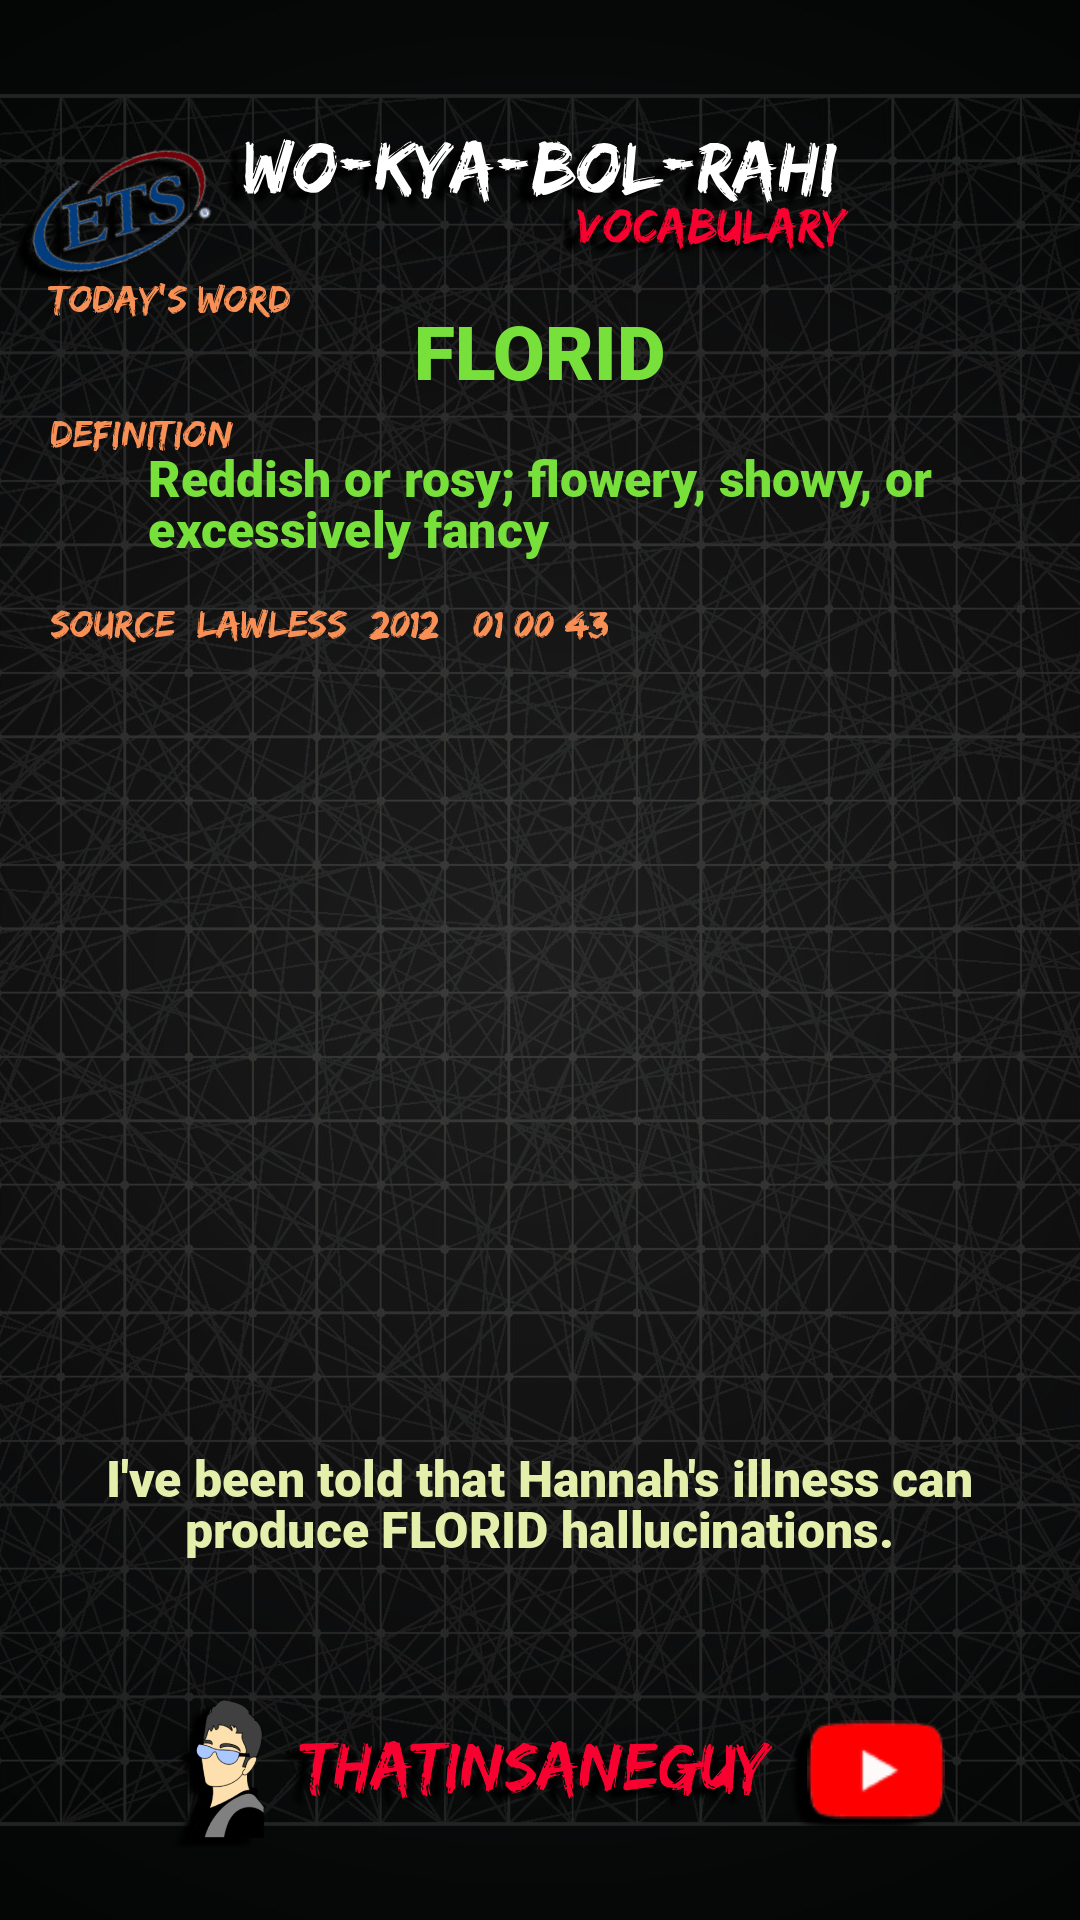 ETS
WO-KYA-BOL-RAHI
VOCABULARY
TODAY'S WORD
FLORID
DEFINITION
Reddish or rosy; flowery, showy, or
excessively fancy
SOURCE LAWLESS 2012 01 00 43
I've been told that Hannah's illness can
produce FLORID hallucinations.
THATINSANEGUY